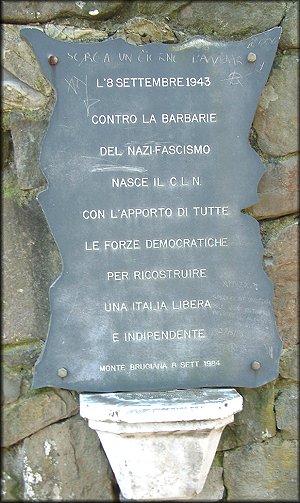 L'8 SETTEMBRE 1943
CONTRO LA BARBARIE
DEL NAZI-FASCISMO
NASCE IL C.L.N.
CON L'APPORTO DI TUTTE
LE FORZE DEMOCRATICHE
PER RICOSTRUIRE
UNA ITALIA LIBERA
E INDIPENDENTE
MONTE BRUGIANA 8 SETT 1984